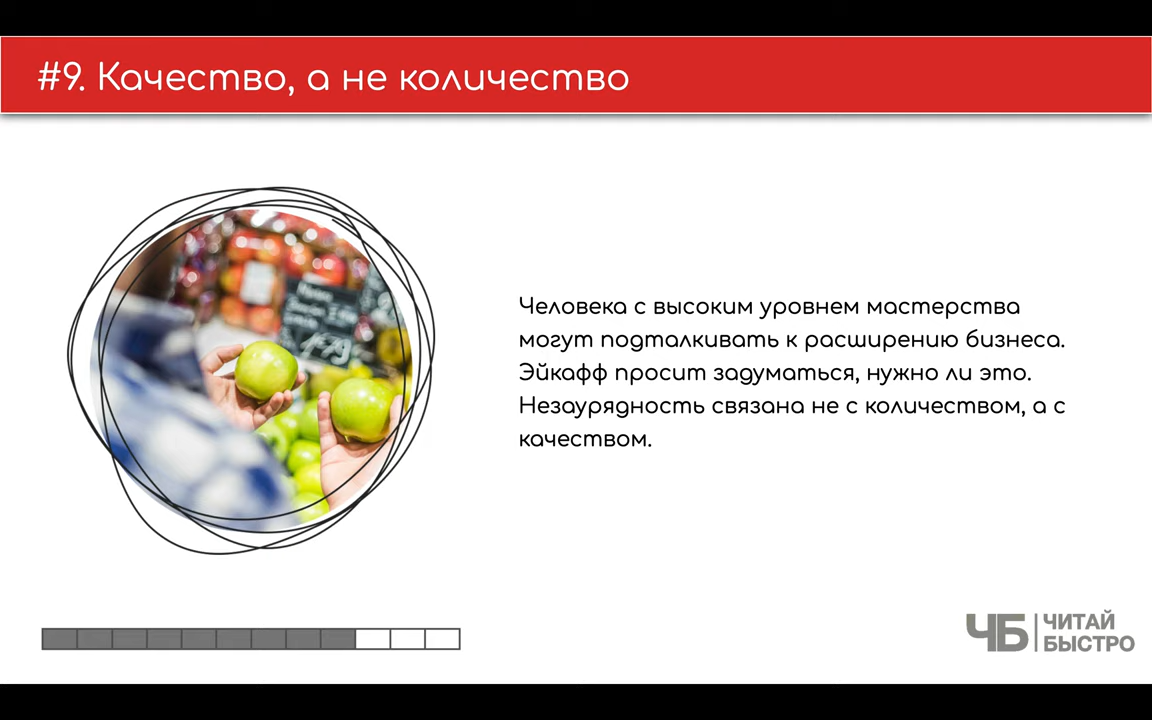 #9. Качество, а не количество
Человека с высоким уровнем мастерства
могут подталкивать к расширению бизнеса.
Эйкафф просит задуматься, нужно ли это.
Незаурядность связана не с количеством, а с
качеством.
ЧБ ЧИТАЙ
БЫСТРО